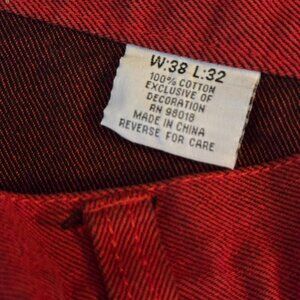 W:38 L:32
100% COTTON
EXCLUSIVE OF
DECORATION
RN 98018
MADE IN CHINA
REVERSE FOR CARE